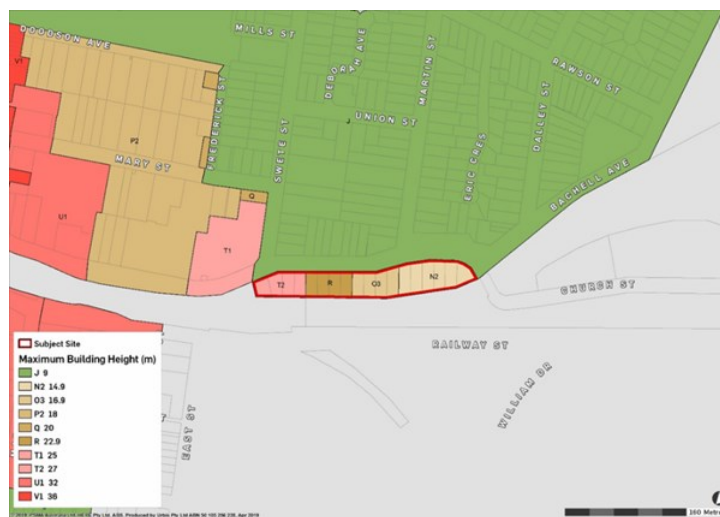 DODSON AVE
MILLS ST
DEBORAH AVE
MARTIN ST
RAWSON ST
V1
FREDERICK ST
UNION ST
J
DALLEY ST
P2
SWETE ST
MARY ST
ERIC CRES
BACHELL AVE
Q
U1
T1
T2
R
O3
N2
CHURCH ST
RAILWAY ST
WILLIAM DR
EAST ST
Subject Site
Maximum Building Height (m)
J 9
N2 14.9
O3 16.9
P2 18
Q 20
R 22.9
T1 25
T2 27
U1 32
V1 36
160 Metres